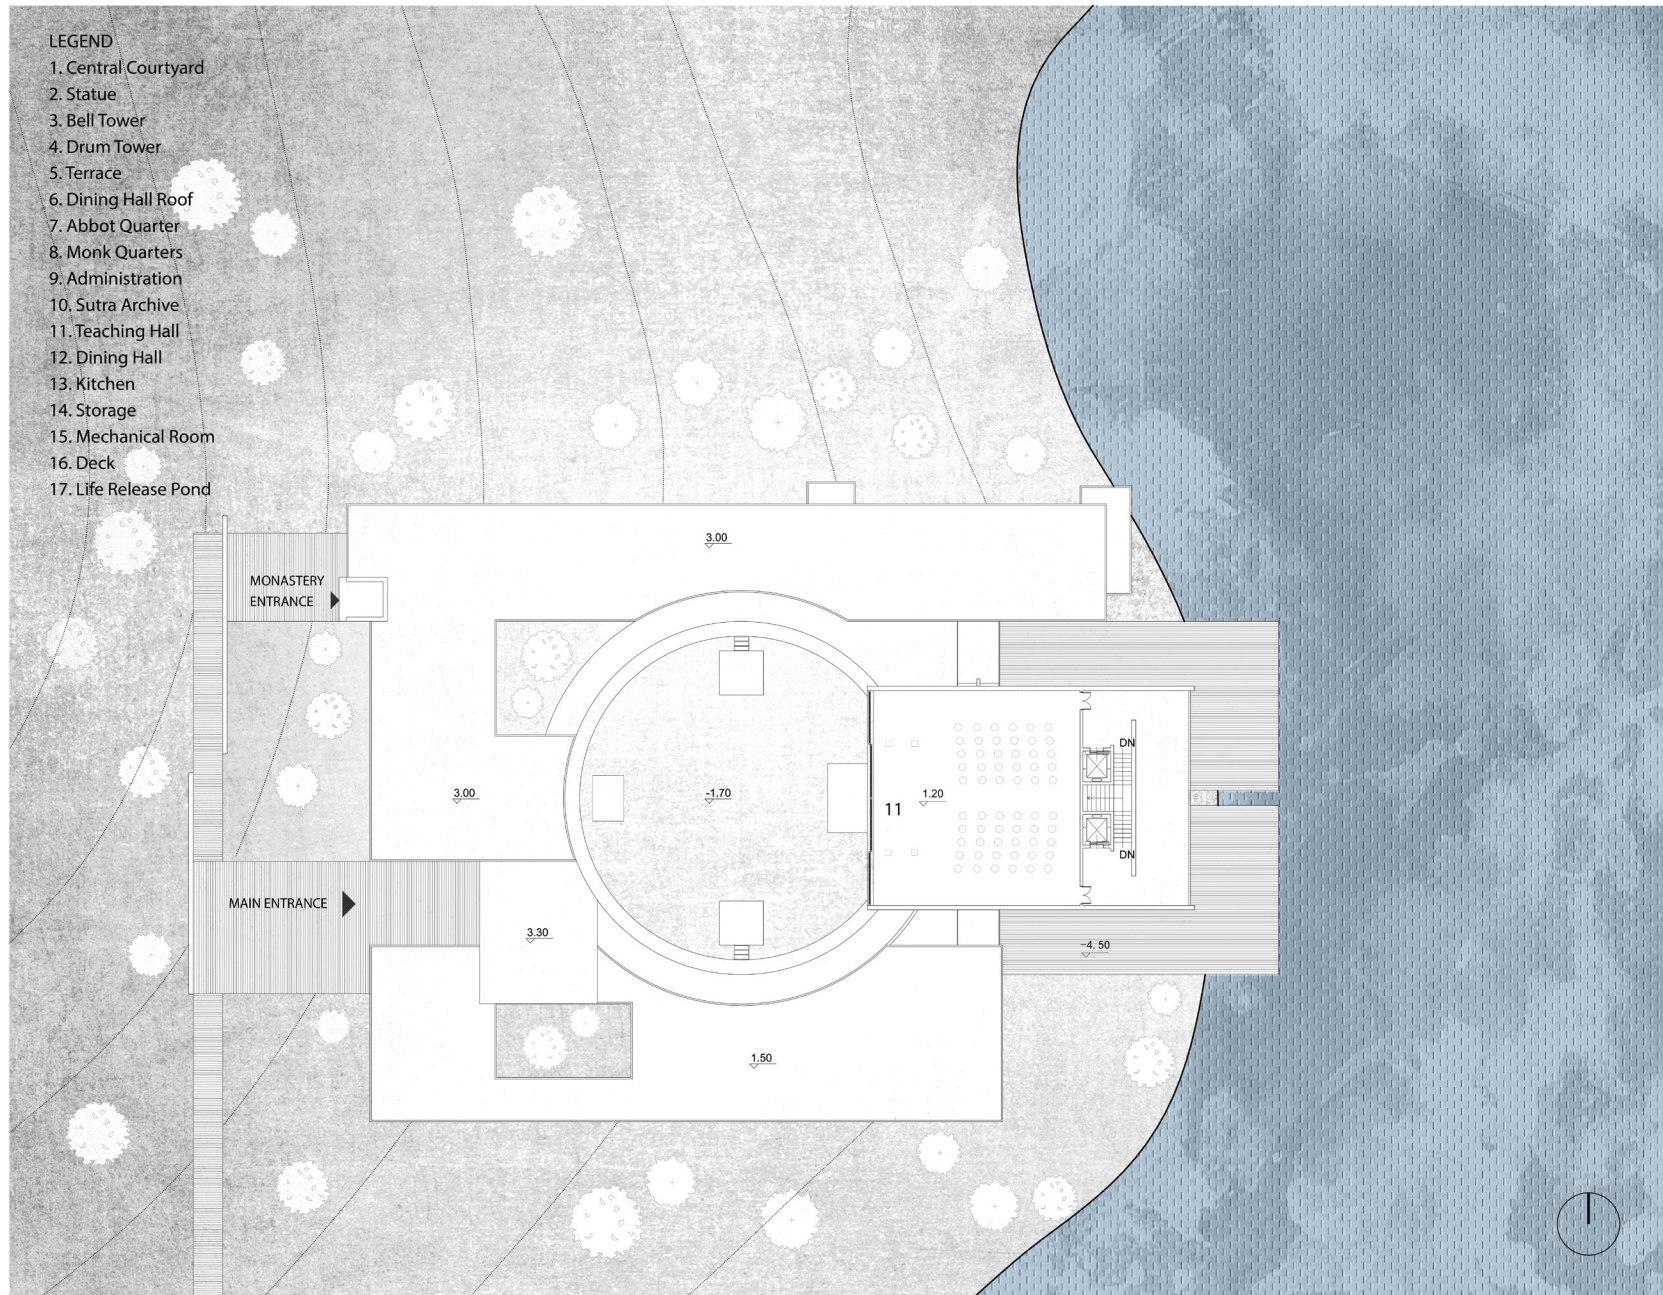 LEGEND
1. Central Courtyard
2. Statue
3. Bell Tower
4. Drum Tower
5. Terrace
6. Dining Hall Roof
7. Abbot Quarter
8. Monk Quarters
9. Administration
10. Sutra Archive
11. Teaching Hall
12. Dining Hall
13. Kitchen
14. Storage
15. Mechanical Room
16. Deck
17. Life Release Pond
3.00
MONASTERY
ENTRANCE
DN
3.00
-1.70
1.20
11
DN
MAIN ENTRANCE
3.30
-4. 50
1.50